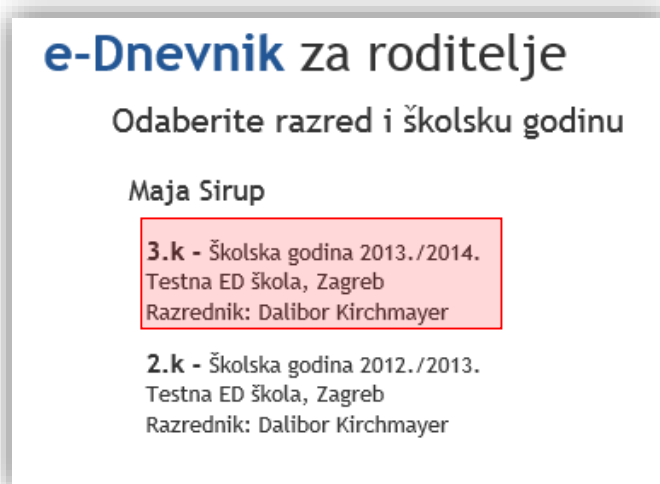 e-Dnevnik za roditelje
Odaberite razred i školsku godinu
Maja Sirup
3.k - Školska godina 2013./2014.
Testna ED škola, Zagreb
Razrednik: Dalibor Kirchmayer
2.k - Školska godina 2012./2013.
Testna ED škola, Zagreb
Razrednik: Dalibor Kirchmayer